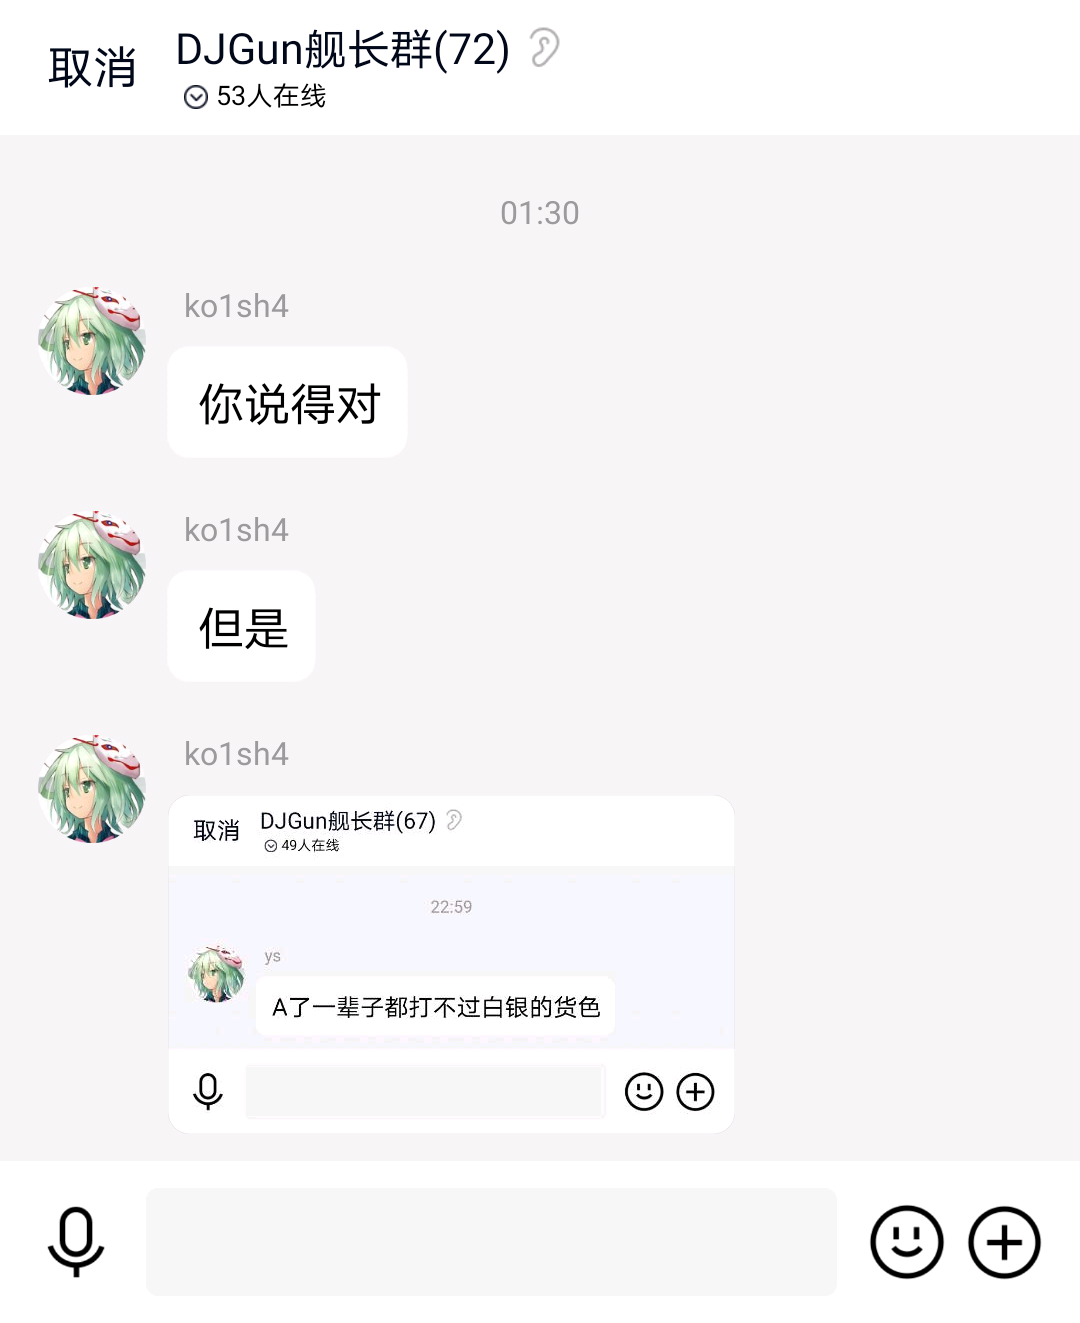 取消
DJGun舰长群(72)
53人在线
01:30
ko1sh4
你说得对
ko1sh4
但是
ko1sh4
取消
DJGun舰长群(67)
49人在线
22:59
ys
A了一辈子都打不过白银的货色